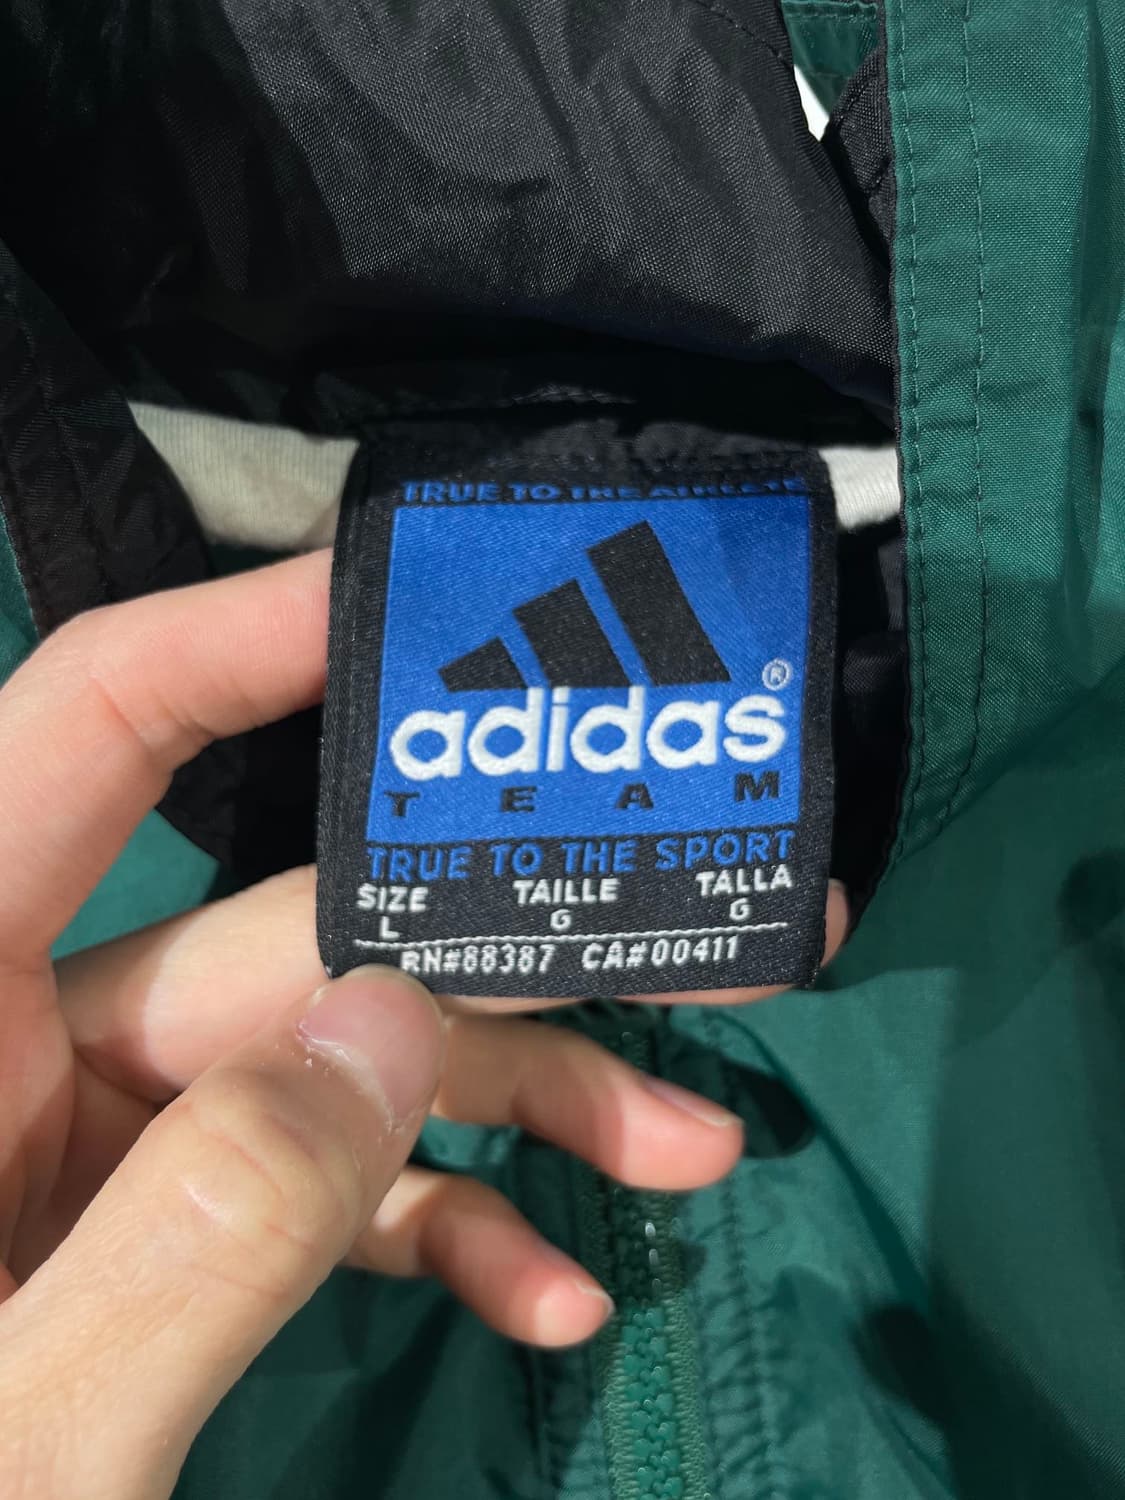 TRUE TO THE ATHLETE
adidas®
TEAM
TRUE TO THE SPORT
SIZE TAILLE TALLA
L G G
RN#88387 CA#00411